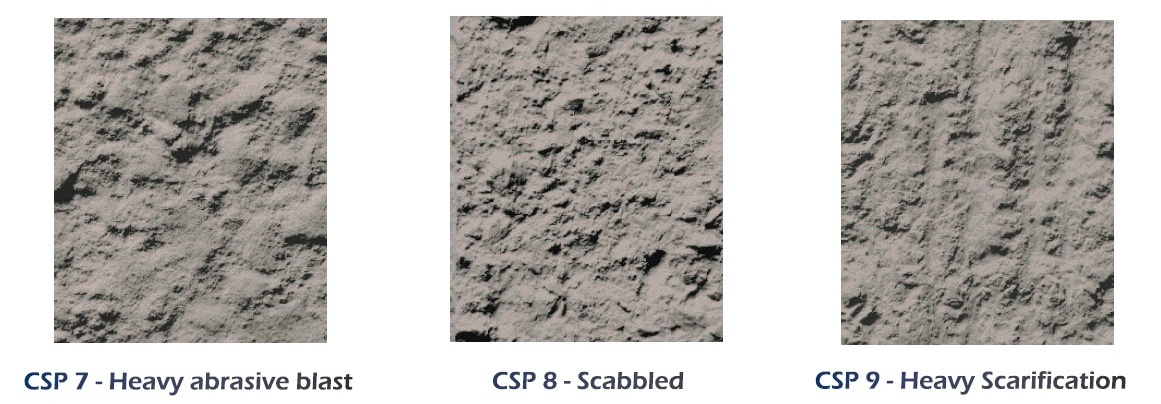 CSP 7 - Heavy abrasive blast
CSP 8 - Scabbled
CSP 9 - Heavy Scarification